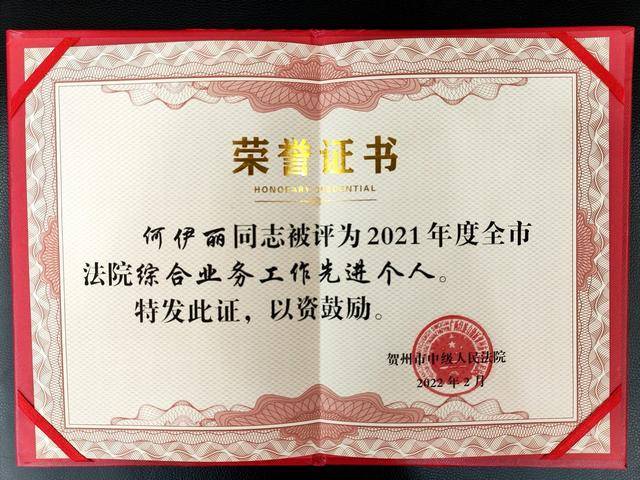 荣誉证书
HONORARY CREDENTIAL
何伊丽同志被评为2021年度全市
法院综合业务工作先进个人。
特发此证，以资鼓励。
贺州市中级人民法院
2022年2月